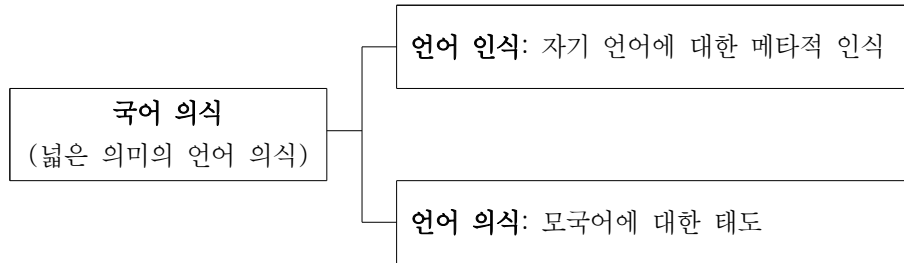 언어 인식: 자기 언어에 대한 메타적 인식
국어 의식
(넓은 의미의 언어 의식)
언어 의식: 모국어에 대한 태도